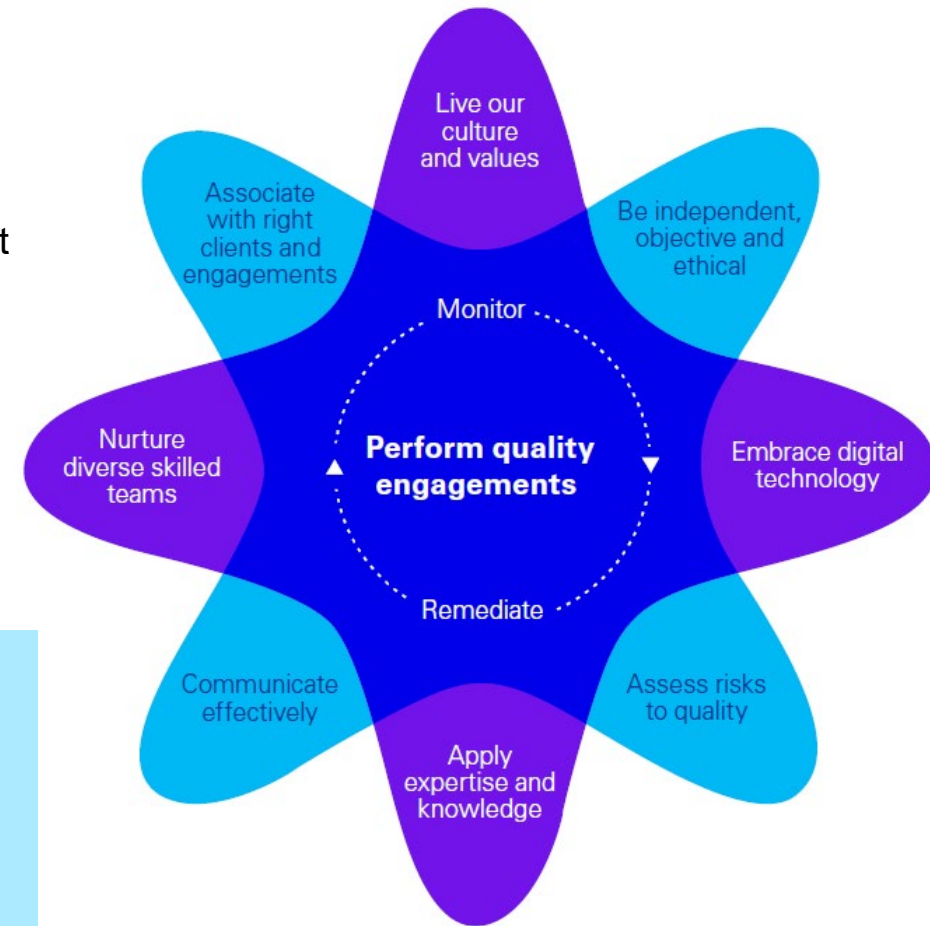 Live our
culture
and values
Be independent,
objective and
ethical
Embrace digital
technology
Assess risks
to quality
Apply
expertise and
knowledge
Communicate
effectively
Nurture
diverse skilled
teams
Associate
with right
clients and
engagements
Monitor
Perform quality
engagements
Remediate
t